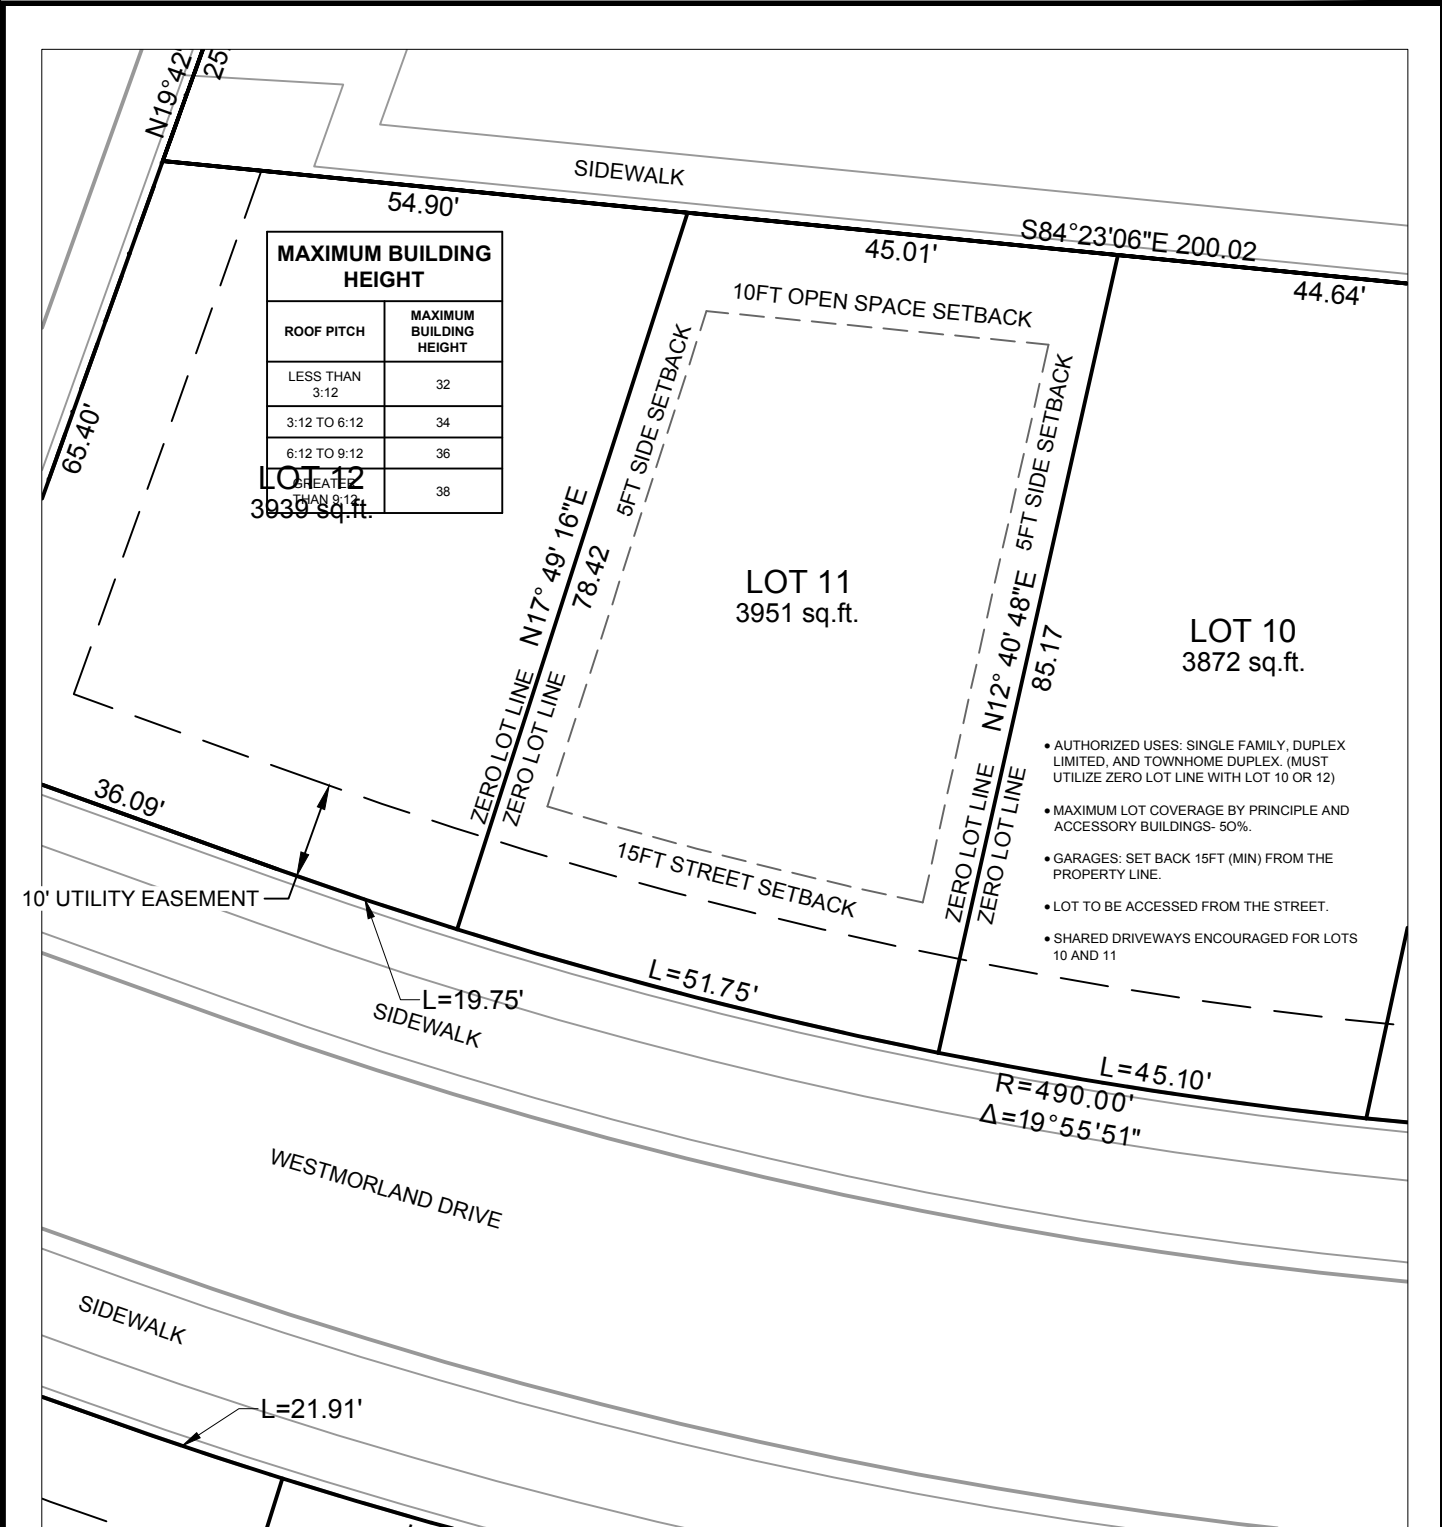 N19°42'
25
SIDEWALK
54.90'
S84°23'06"E 200.02
45.01'
44.64'
MAXIMUM BUILDING
HEIGHT
ROOF PITCH
MAXIMUM
BUILDING
HEIGHT
LESS THAN
3:12
32
3:12 TO 6:12
34
6:12 TO 9:12
36
GREATER
THAN 9:12
38
LOT 12
3939 sq.ft.
65.40'
10FT OPEN SPACE SETBACK
5FT SIDE SETBACK
5FT SIDE SETBACK
N17° 49' 16"E
78.42
LOT 11
3951 sq.ft.
N12° 40' 48"E
85.17
LOT 10
3872 sq.ft.
ZERO LOT LINE
ZERO LOT LINE
ZERO LOT LINE
ZERO LOT LINE
• AUTHORIZED USES: SINGLE FAMILY, DUPLEX
LIMITED, AND TOWNHOME DUPLEX. (MUST
UTILIZE ZERO LOT LINE WITH LOT 10 OR 12)
• MAXIMUM LOT COVERAGE BY PRINCIPLE AND
ACCESSORY BUILDINGS- 50%.
• GARAGES: SET BACK 15FT (MIN) FROM THE
PROPERTY LINE.
• LOT TO BE ACCESSED FROM THE STREET.
• SHARED DRIVEWAYS ENCOURAGED FOR LOTS
10 AND 11
36.09'
15FT STREET SETBACK
10' UTILITY EASEMENT
L=19.75'
SIDEWALK
L=51.75'
L=45.10'
R=490.00'
Δ=19°55'51"
WESTMORLAND DRIVE
SIDEWALK
L=21.91'